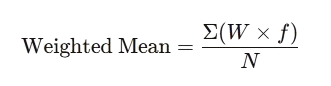 Weighted Mean = Σ(W × f) / N